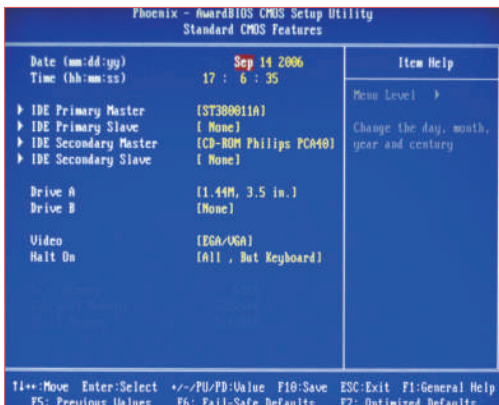 Phoenix - AwardBIOS CMOS Setup Utility
Standard CMOS Features
Date (mm:dd:yy) Sep 14 2006
Time (hh:mm:ss) 17 : 6 : 35
IDE Primary Master [ST380011A]
IDE Primary Slave [ None]
IDE Secondary Master [CD-ROM Philips PCA40]
IDE Secondary Slave [ None]
Drive A [1.44M, 3.5 in.]
Drive B [None]
Video [EGA/VGA]
Halt On [All , But Keyboard]
Item Help
Menu Level
Change the day, month,
year and century
↑↓→←:Move Enter:Select +/-/PU/PD:Value F10:Save ESC:Exit F1:General Help
F5: Previous Values F6: Fail-Safe Defaults F7: Optimized Defaults